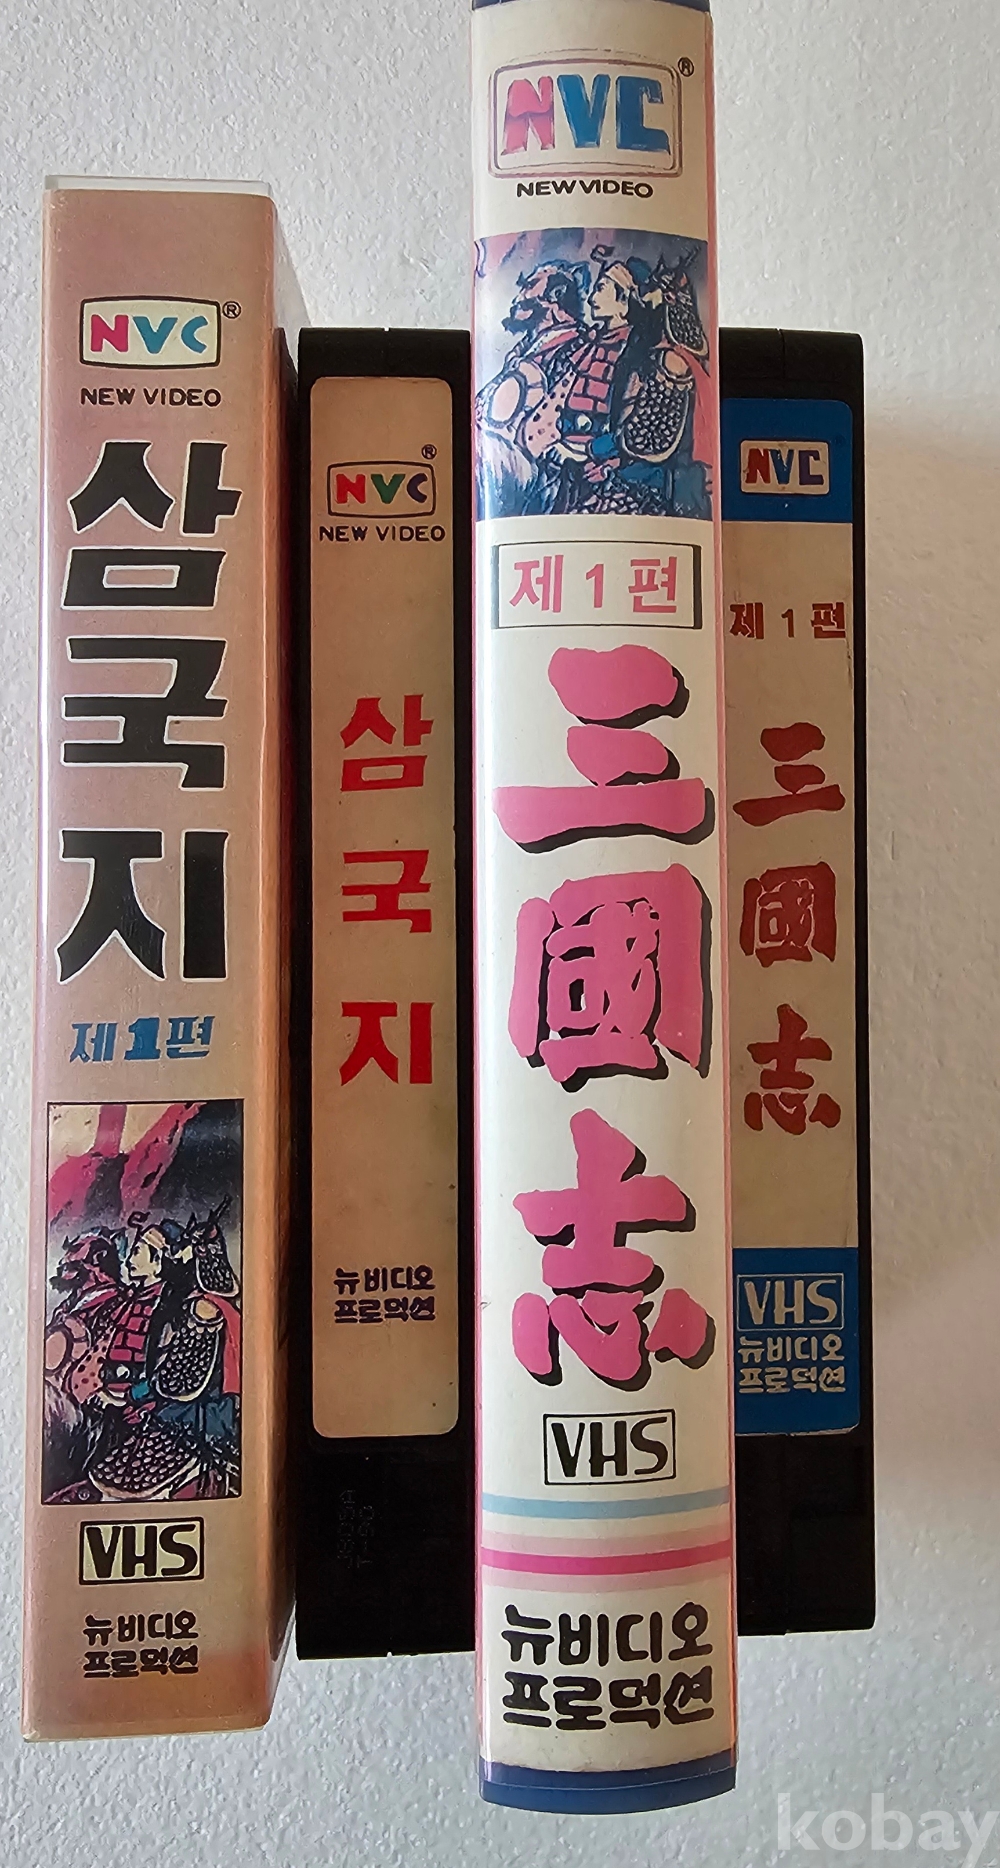 NVC®
NEW VIDEO
삼국지
제1편
VHS
뉴비디오
프로덕션
NVC®
NEW VIDEO
삼국지
뉴비디오
프로덕션
NVC®
NEW VIDEO
제1편
三國志
VHS
뉴비디오
프로덕션
NVC
제1편
三國志
VHS
뉴비디오
프로덕션
kobay